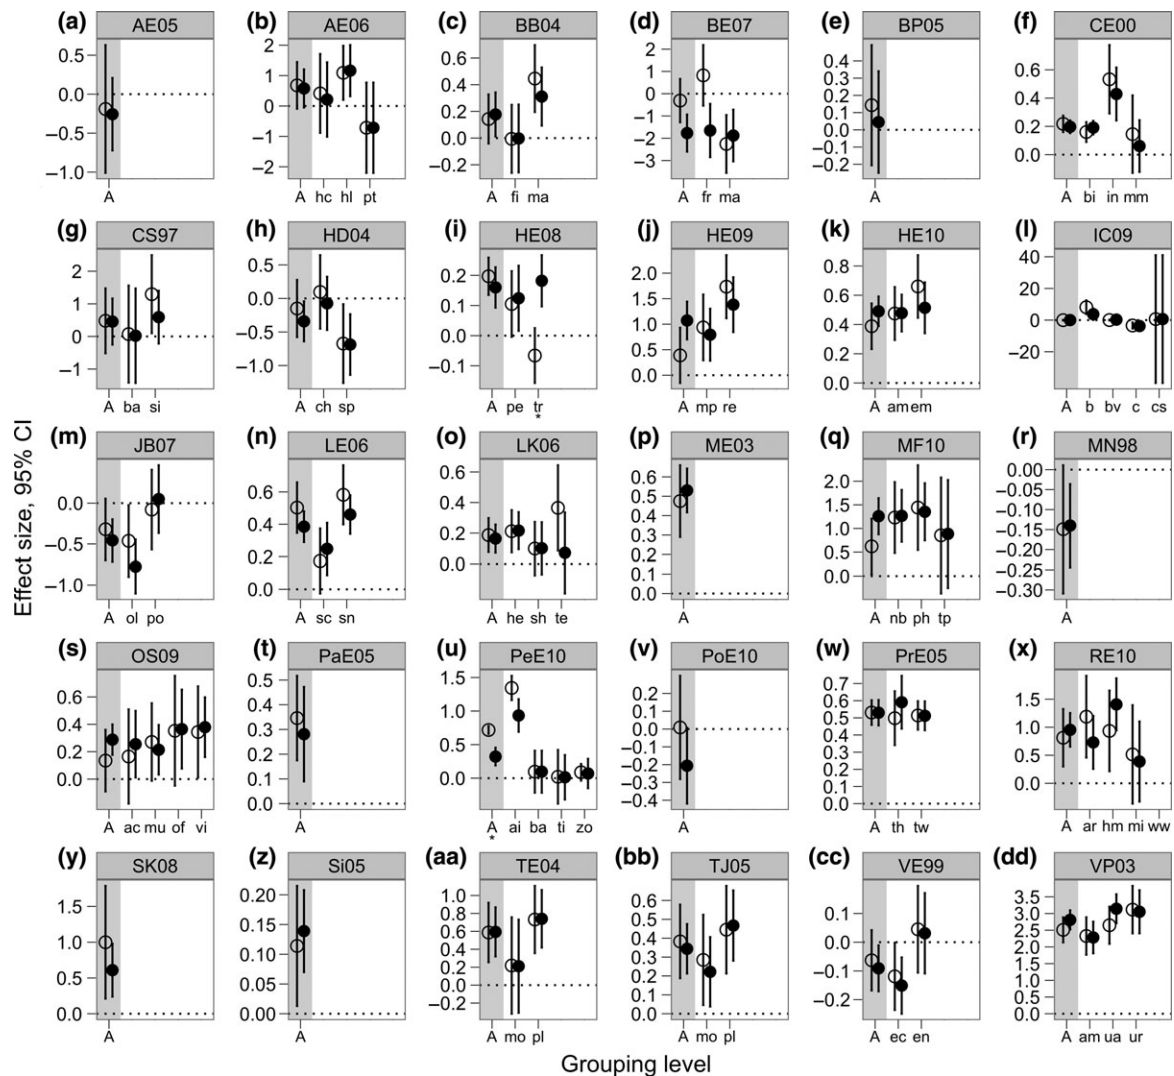 Effect size, 95% CI
(a) AE05
0.5
0.0
−0.5
−1.0
A
(b) AE06
2
1
0
−1
−2
A hc hl pt
(c) BB04
0.6
0.4
0.2
0.0
−0.2
A fi ma
(d) BE07
2
1
0
−1
−2
−3
A fr ma
(e) BP05
0.4
0.3
0.2
0.1
0.0
−0.1
−0.2
A
(f) CE00
0.6
0.4
0.2
0.0
A bi in mm
(g) CS97
2
1
0
1
A ba si
(h) HD04
0.5
−0.0
−0.5
−1.0
A ch sp
(i) HE08
0.2
0.1
0.0
−0.1
A pe tr
*
(j) HE09
2.0
1.5
1.0
0.5
0.0
A mp re
(k) HE10
0.8
0.6
0.4
0.2
0.0
A am em
(l) IC09
40
20
0
−20
A b bv c cs
(m) JB07
0.0
−0.5
−1.0
A ol po
(n) LE06
0.6
0.4
0.2
0.0
A sc sn
(o) LK06
0.6
0.4
0.2
0.0
A he sh te
(p) ME03
0.6
0.5
0.4
0.3
0.2
0.1
0.0
A
(q) MF10
2.0
1.5
1.0
0.5
0.0
A nb ph tp
(r) MN98
0.00
−0.05
−0.10
−0.15
−0.20
−0.25
−0.30
A
(s) OS09
0.6
0.4
0.2
0.0
A ac mu of vi
(t) PaE05
0.5
0.4
0.3
0.2
0.1
0.0
A
(u) PeE10
1.5
1.0
0.5
0.0
A ai ba ti zo
*
(v) PoE10
0.3
0.2
0.1
−0.0
−0.1
−0.2
−0.3
−0.4
A
(w) PrE05
0.7
0.6
0.5
0.4
0.3
0.2
0.1
0.0
A th tw
(x) RE10
1.5
1.0
0.5
0.0
A ar hm mi ww
(y) SK08
1.5
1.0
0.5
0.0
A
(z) Si05
0.20
0.15
0.10
0.05
0.00
A
(aa) TE04
1.0
0.8
0.6
0.4
0.2
0.0
−0.2
A mo pl
(bb) TJ05
0.6
0.5
0.4
0.3
0.2
0.1
0.0
A mo pl
(cc) VE99
0.1
0.0
−0.1
−0.2
A ec en
(dd) VP03
3.5
3.0
2.5
2.0
1.5
1.0
0.5
0.0
A am ua ur
Grouping level